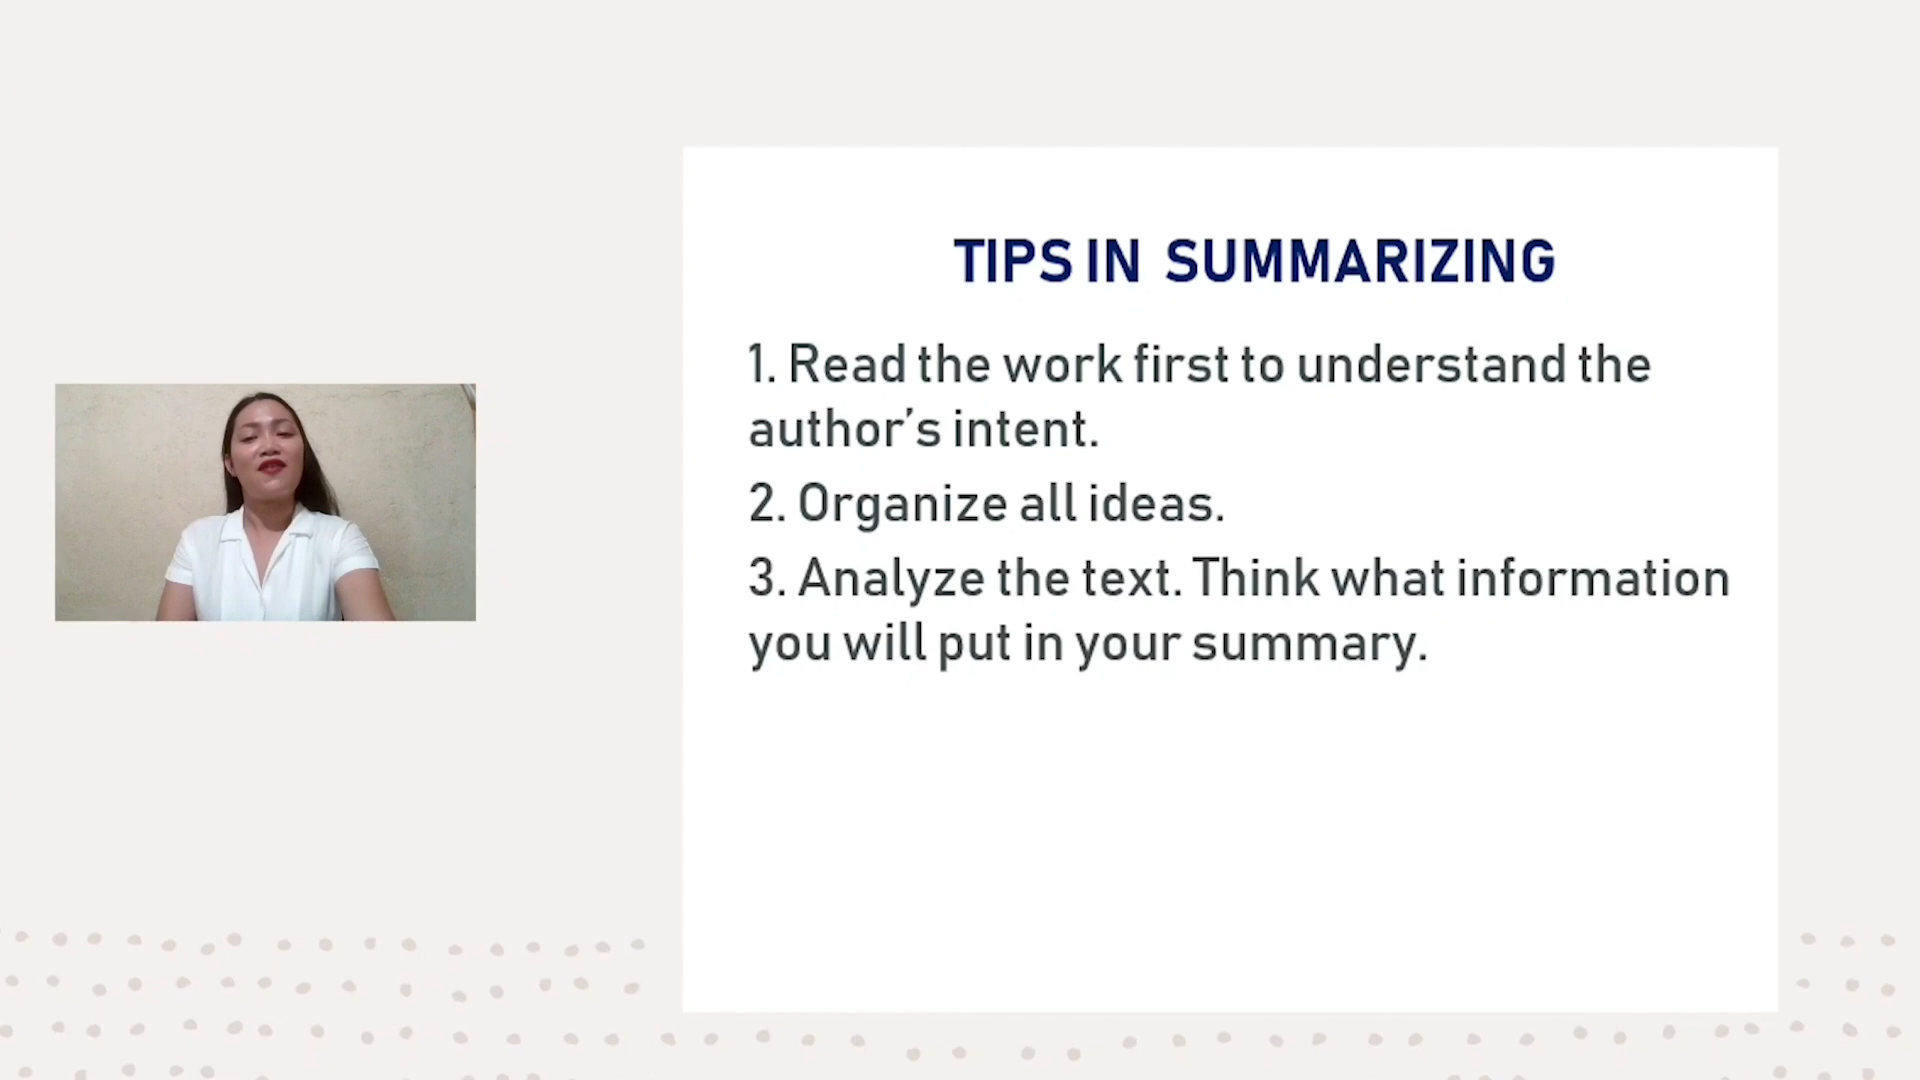 TIPS IN SUMMARIZING
1. Read the work first to understand the
author’s intent.
2. Organize all ideas.
3. Analyze the text. Think what information
you will put in your summary.